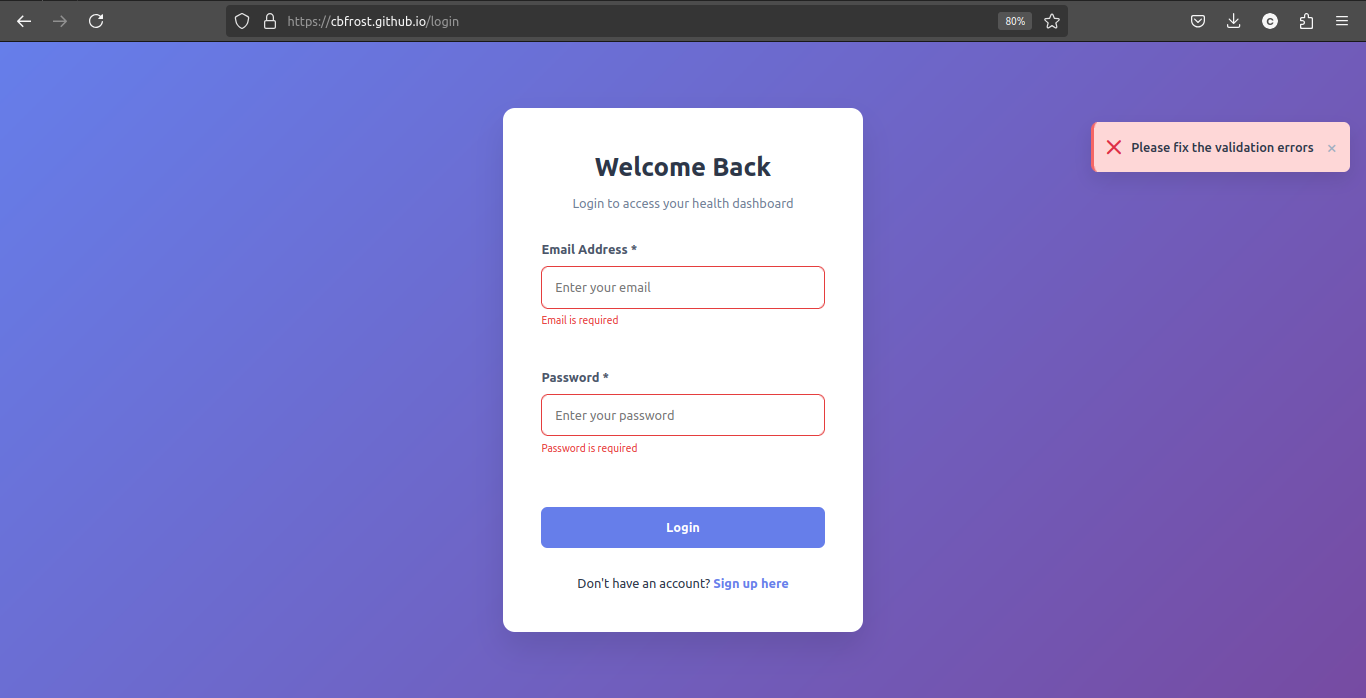 https://cbfrost.github.io/login
80%
C
Please fix the validation errors
Welcome Back
Login to access your health dashboard
Email Address *
Enter your email
Email is required
Password *
Enter your password
Password is required
Login
Don't have an account? Sign up here